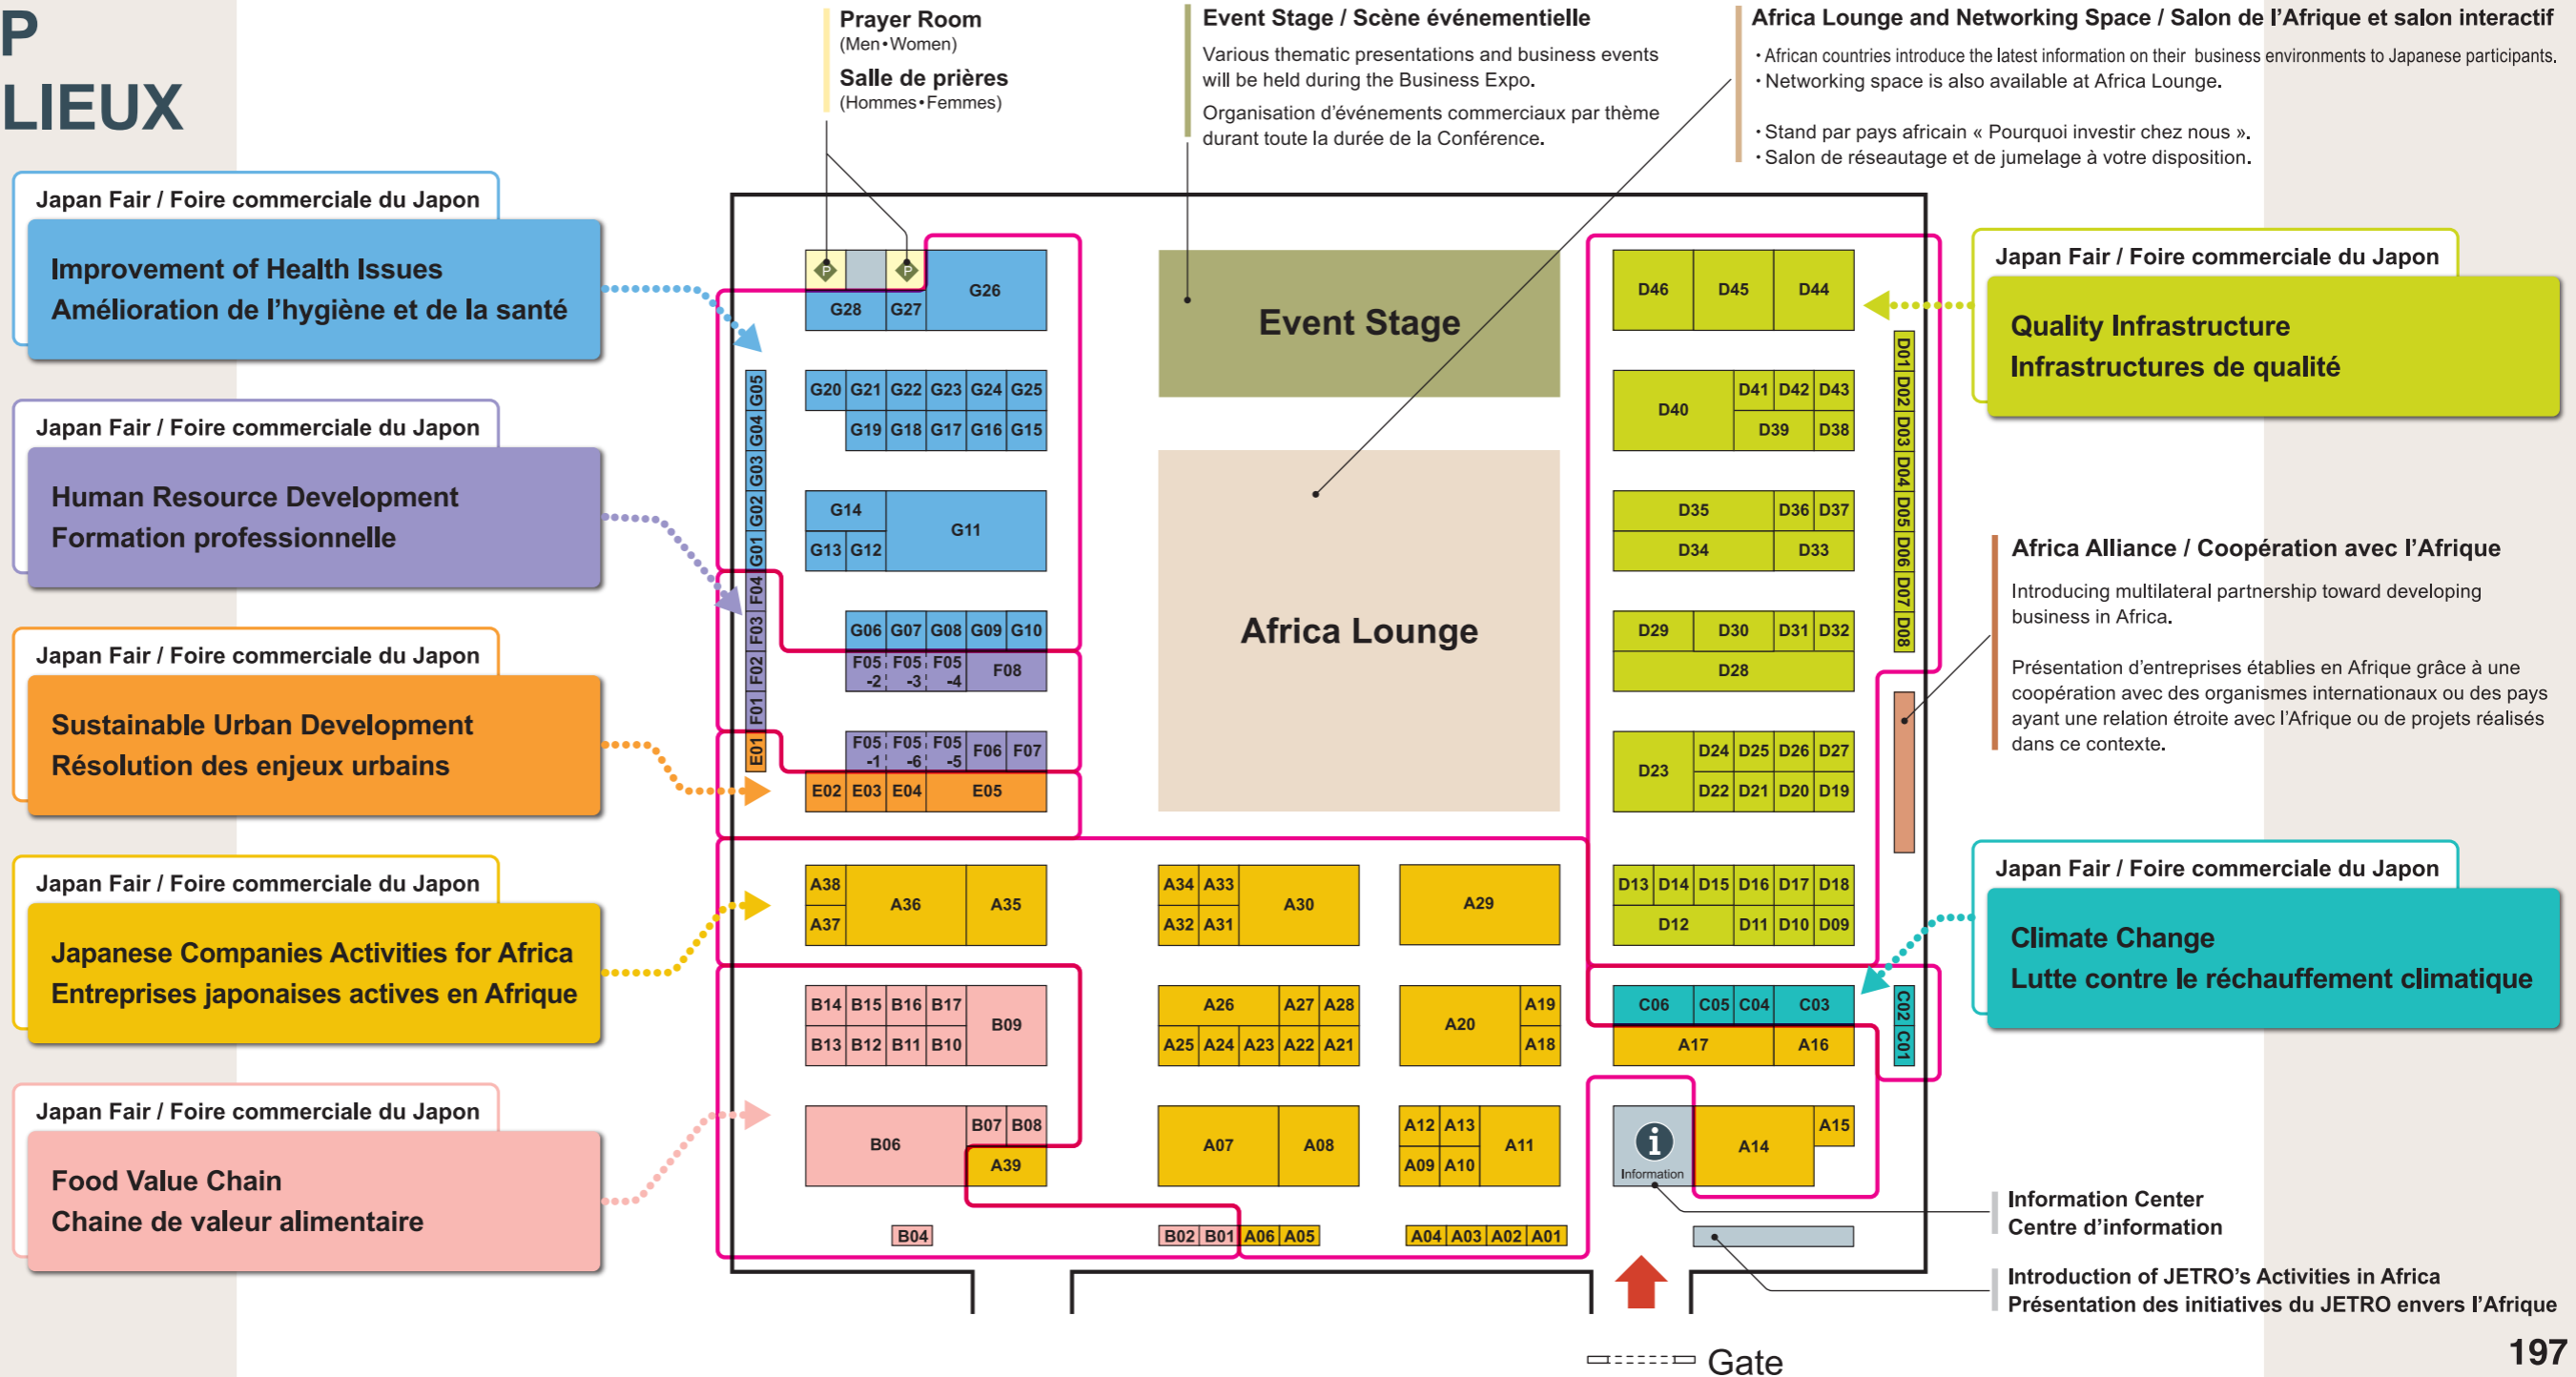 P
LIEUX
Prayer Room
(Men•Women)
Salle de prières
(Hommes•Femmes)
Event Stage / Scène événementielle
Various thematic presentations and business events
will be held during the Business Expo.
Organisation d'événements commerciaux par thème
durant toute la durée de la Conférence.
Africa Lounge and Networking Space / Salon de l'Afrique et salon interactif
・African countries introduce the latest information on their business environments to Japanese participants.
・Networking space is also available at Africa Lounge.
・Stand par pays africain « Pourquoi investir chez nous ».
・Salon de réseautage et de jumelage à votre disposition.
Japan Fair / Foire commerciale du Japon
Improvement of Health Issues
Amélioration de l'hygiène et de la santé
Japan Fair / Foire commerciale du Japon
Human Resource Development
Formation professionnelle
Japan Fair / Foire commerciale du Japon
Sustainable Urban Development
Résolution des enjeux urbains
Japan Fair / Foire commerciale du Japon
Japanese Companies Activities for Africa
Entreprises japonaises actives en Afrique
Japan Fair / Foire commerciale du Japon
Food Value Chain
Chaine de valeur alimentaire
P P
G26
G28 G27
G20 G21 G22 G23 G24 G25
G19 G18 G17 G16 G15
G14 G11
G13 G12
G06 G07 G08 G09 G10
F05-2 F05-3 F05-4 F08
F05-1 F05-6 F05-5 F06 F07
E02 E03 E04 E05
G05
G04
G03
G02
G01
F04
F03
F02
F01
E01
Event Stage
Africa Lounge
D46 D45 D44
D40 D41 D42 D43
D39 D38
D35 D36 D37
D34 D33
D29 D30 D31 D32
D28
D23 D24 D25 D26 D27
D22 D21 D20 D19
D13 D14 D15 D16 D17 D18
D12 D11 D10 D09
D01
D02
D03
D04
D05
D06
D07
D08
A38 A36 A35
A37
A34 A33 A30
A32 A31
A29
B14 B15 B16 B17 B09
B13 B12 B11 B10
A26 A27 A28
A25 A24 A23 A22 A21
A20 A19
A18
C06 C05 C04 C03
A17 A16
C02
C01
B06 B07 B08
A39
A07 A08
A12 A13 A11
A09 A10
i
Information
A14 A15
B04
B02 B01 A06 A05
A04 A03 A02 A01
Japan Fair / Foire commerciale du Japon
Quality Infrastructure
Infrastructures de qualité
Africa Alliance / Coopération avec l'Afrique
Introducing multilateral partnership toward developing
business in Africa.
Présentation d'entreprises établies en Afrique grâce à une
coopération avec des organismes internationaux ou des pays
ayant une relation étroite avec l'Afrique ou de projets réalisés
dans ce contexte.
Japan Fair / Foire commerciale du Japon
Climate Change
Lutte contre le réchauffement climatique
Information Center
Centre d'information
Introduction of JETRO's Activities in Africa
Présentation des initiatives du JETRO envers l'Afrique
Gate
197